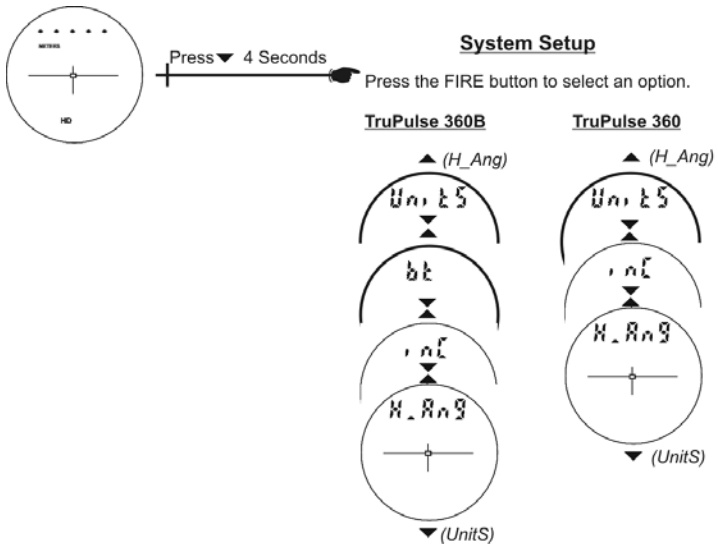 METERS
HD
Press▼ 4 Seconds
System Setup
Press the FIRE button to select an option.
TruPulse 360B
▲ (H_Ang)
UnitS
bt
inC
H_Ang
▼ (UnitS)
TruPulse 360
▲ (H_Ang)
UnitS
inC
H_Ang
▼ (UnitS)